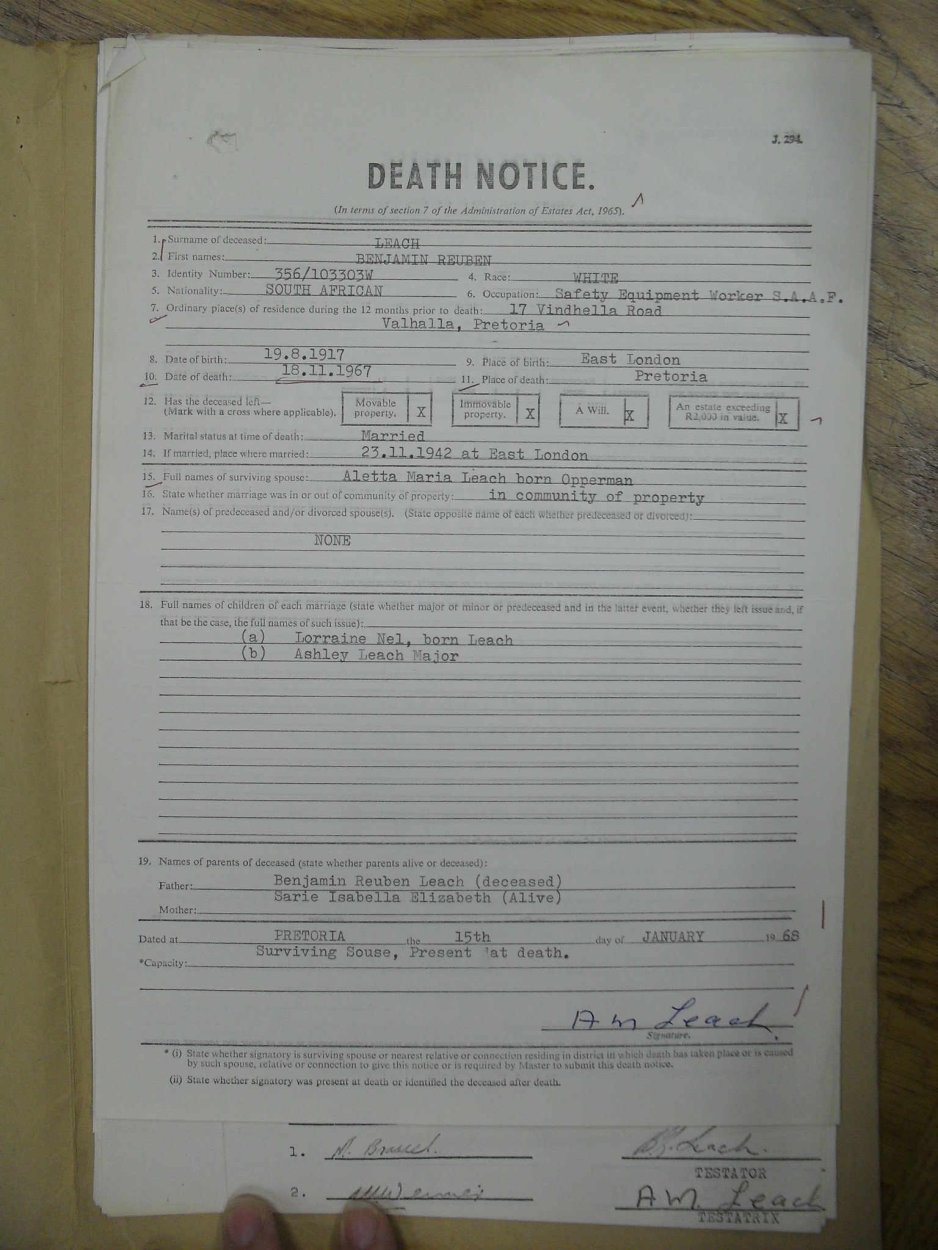 J. 294.
DEATH NOTICE.
(In terms of section 7 of the Administration of Estates Act, 1965).
1. Surname of deceased: LEACH
2. First names: BENJAMIN REUBEN
3. Identity Number: 356/103303W 4. Race: WHITE
5. Nationality: SOUTH AFRICAN 6. Occupation: Safety Equipment Worker S.A.A.F.
7. Ordinary place(s) of residence during the 12 months prior to death: 17 Vindhella Road
Valhalla, Pretoria
8. Date of birth: 19.8.1917 9. Place of birth: East London
10. Date of death: 18.11.1967 11. Place of death: Pretoria
12. Has the deceased left— Movable property. X Immovable property. X A Will. X An estate exceeding R2,000 in value. X
(Mark with a cross where applicable).
13. Marital status at time of death: Married
14. If married, place where married: 23.11.1942 at East London
15. Full names of surviving spouse: Aletta Maria Leach born Opperman
16. State whether marriage was in or out of community of property: in community of property
17. Name(s) of predeceased and/or divorced spouse(s). (State opposite name of each whether predeceased or divorced):
NONE
18. Full names of children of each marriage (state whether major or minor or predeceased and in the latter event, whether they left issue and, if
that be the case, the full names of such issue):
(a) Lorraine Nel, born Leach
(b) Ashley Leach Major
19. Names of parents of deceased (state whether parents alive or deceased):
Father: Benjamin Reuben Leach (deceased)
Mother: Sarie Isabella Elizabeth (Alive)
Dated at PRETORIA the 15th day of JANUARY 1968
*Capacity: Surviving Souse, Present at death.
A M Leach
Signature.
* (i) State whether signatory is surviving spouse or nearest relative or connection residing in district in which death has taken place or is caused
by such spouse, relative or connection to give this notice or is required by Master to submit this death notice.
(ii) State whether signatory was present at death or identified the deceased after death.
1. Leach.
TESTATOR
2. A M. Leach
TESTATRIX